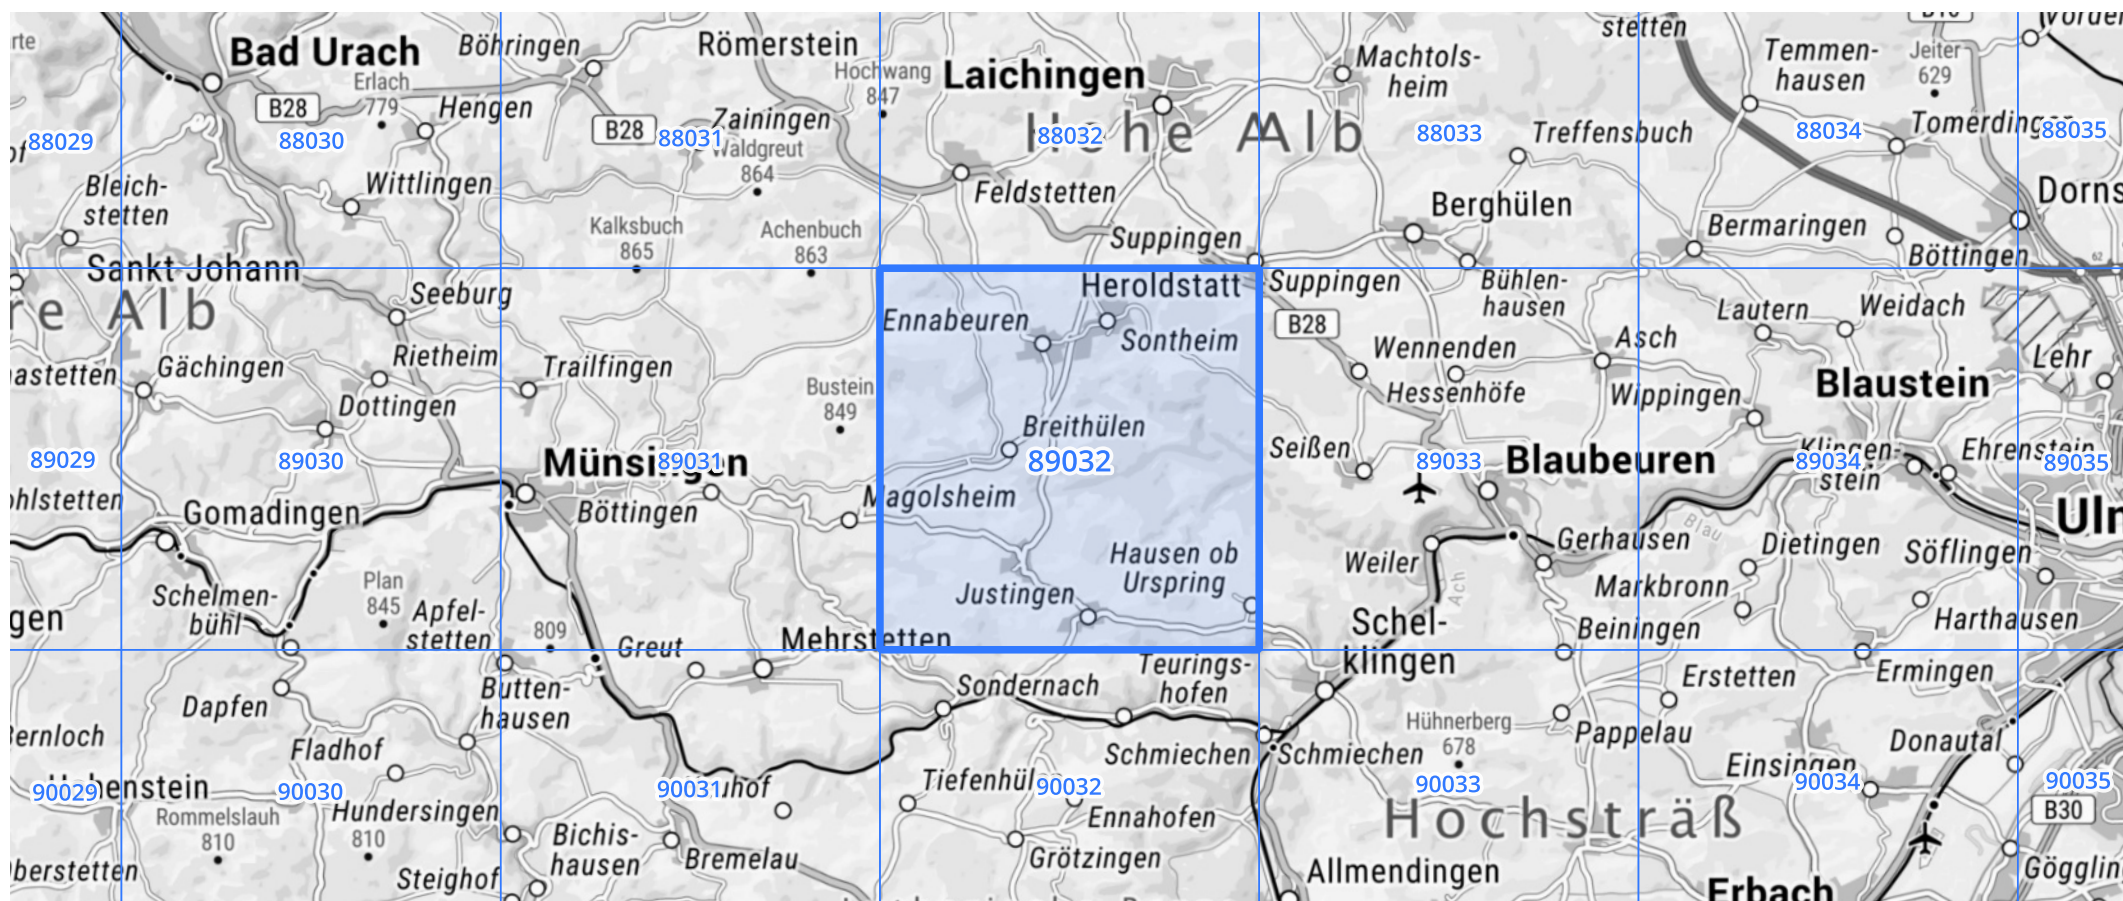 stetten
B10
Bad Urach
Böhringen
Römerstein
Machtols-
heim
Temmen-
hausen
Jeiter
629
Erlach
779
Hochwang
847
Laichingen
B28
Hengen
B28
Zainingen
Hohe Alb
Treffensbuch
Tomerdingen
88029
88030
88031
88032
88033
88034
88035
Waldgreut
864
Bleich-
stetten
Wittlingen
Feldstetten
Berghülen
Kalksbuch
865
Achenbuch
863
Suppingen
Bermaringen
Böttingen
62
Sankt Johann
Alb
Seeburg
Heroldstatt
Suppingen
Bühlen-
hausen
Lautern
Weidach
Ennabeuren
Sontheim
B28
Asch
Lehr
Gächingen
Rietheim
Trailfingen
Wennenden
Hessenhöfe
Wippingen
Blaustein
Dottingen
Bustein
849
Breithülen
Seißen
Klingen-
stein
Ehrenstein
89029
89030
Münsingen
89031
89032
89033
Blaubeuren
89034
89035
Gomadingen
Böttingen
Magolsheim
Gerhausen
Blau
Dietingen
Söflingen
Weiler
Ach
Hausen ob
Urspring
Markbronn
Harthausen
Schelmen-
bühl
Plan
845
Apfel-
stetten
809
Greut
Mehrstetten
Justingen
Schel-
klingen
Beiningen
Dapfen
Butten-
hausen
Sondernach
Teurings-
hofen
Erstetten
Ermingen
Fladhof
Schmiechen
Schmiechen
Hühnerberg
678
Pappelau
Donautal
90029
90030
90031
90032
90033
90034
90035
Einsingen
Rommelslauh
810
Hundersingen
810
Hochsträß
B30
Bichis-
hausen
Bremelau
Ennahofen
Grötzingen
Steighof
Allmendingen
Erbach